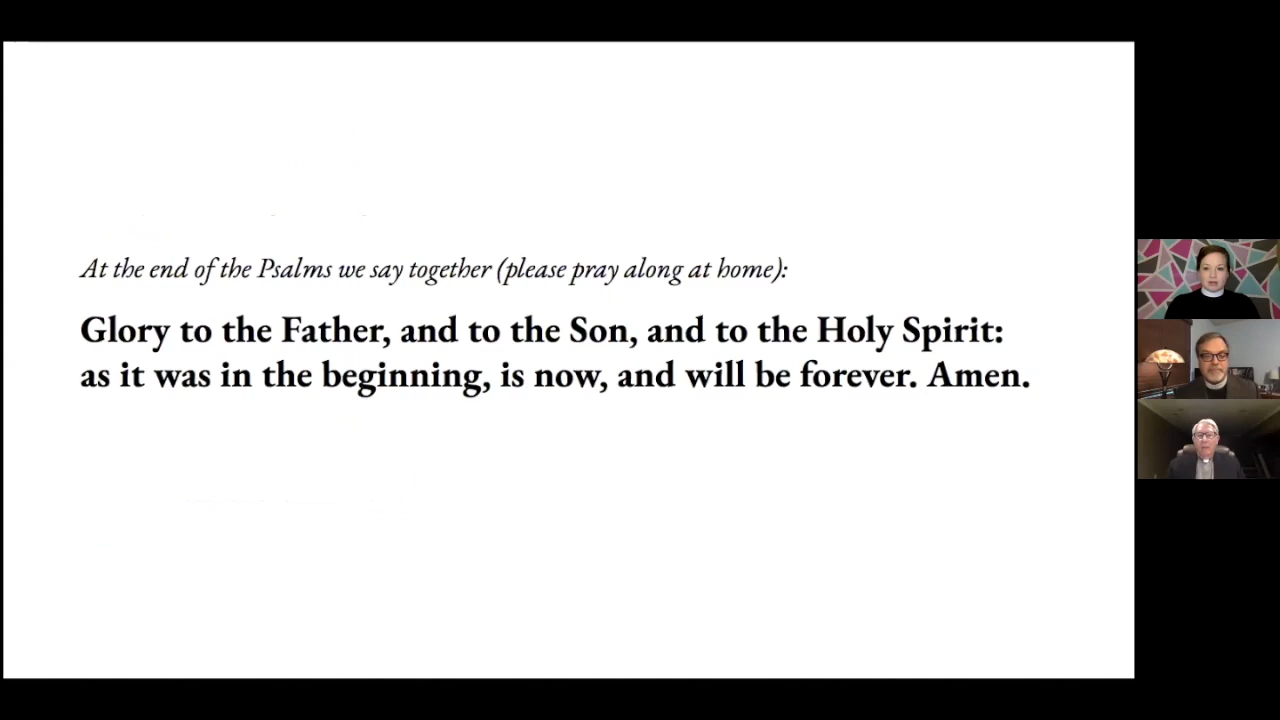 At the end of the Psalms we say together (please pray along at home):
Glory to the Father, and to the Son, and to the Holy Spirit:
as it was in the beginning, is now, and will be forever. Amen.